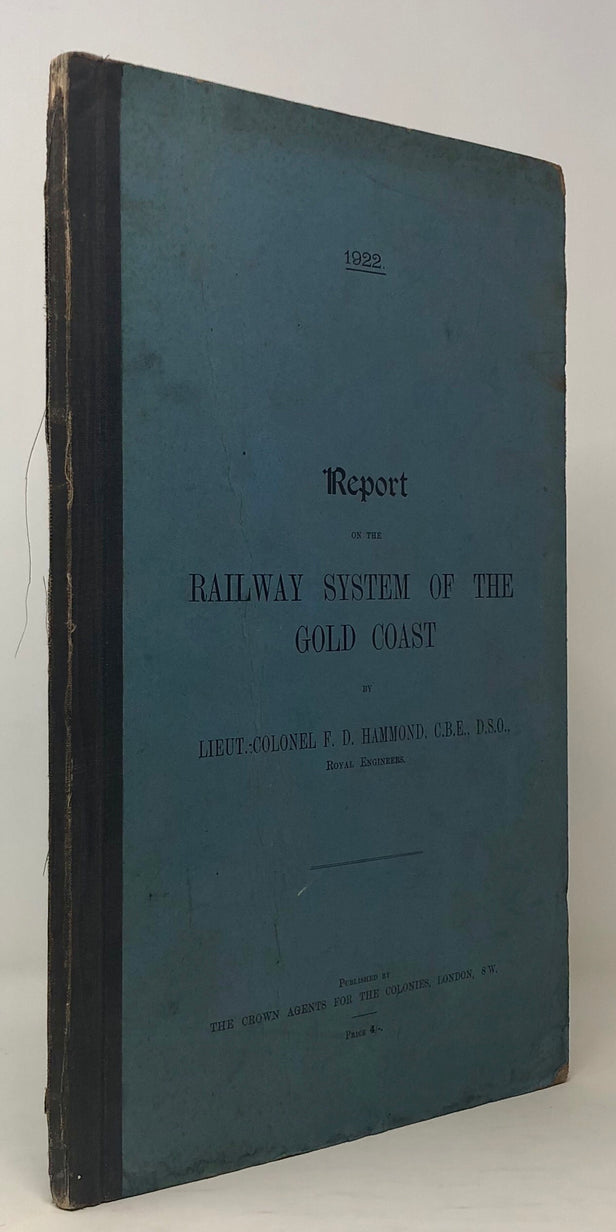 1922.
Report
ON THE
RAILWAY SYSTEM OF THE
GOLD COAST
BY
LIEUT.-COLONEL F. D. HAMMOND, C.B.E., D.S.O.,
ROYAL ENGINEERS.
PUBLISHED BY
THE CROWN AGENTS FOR THE COLONIES, LONDON, S W.
PRICE 4/-.